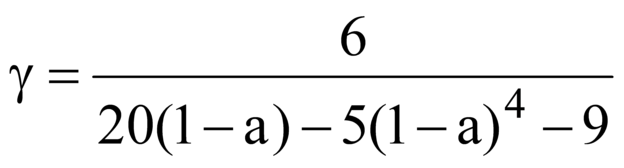 γ = 6 / (20(1 − a) − 5(1 − a)⁴ − 9)